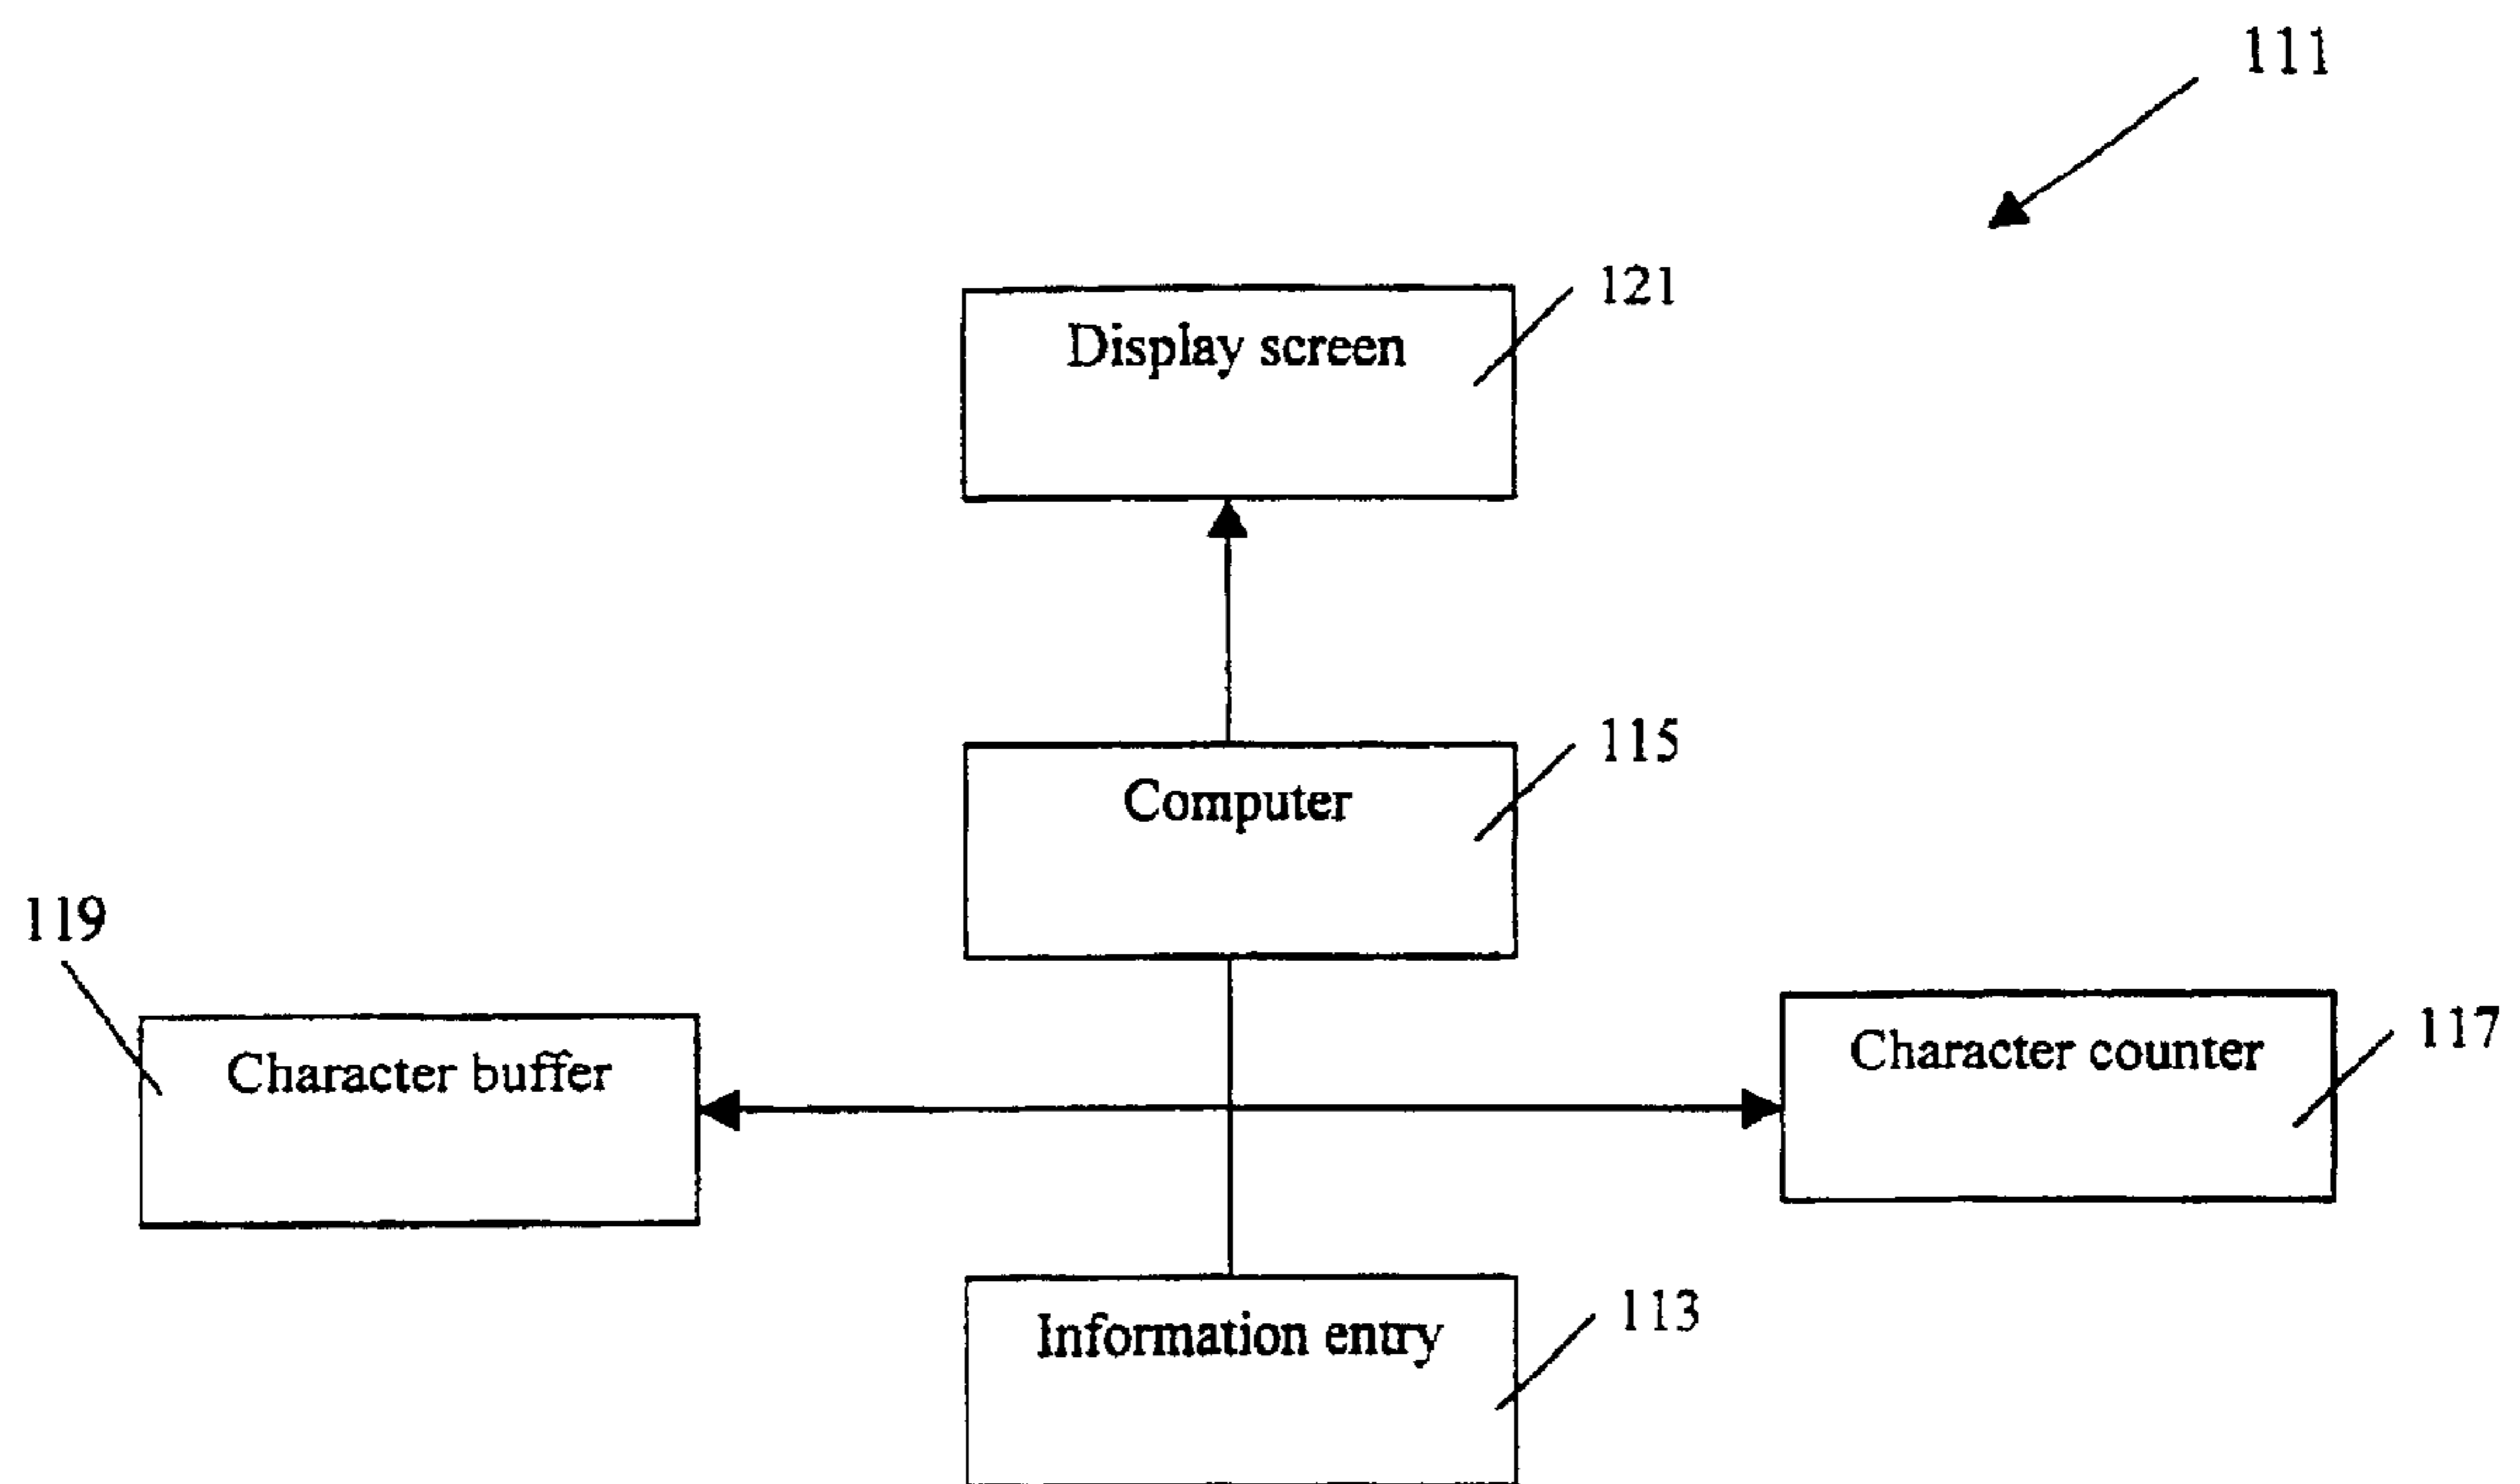 111
121
Display screen
115
Computer
119
Character buffer
Character counter
117
Information entry
113